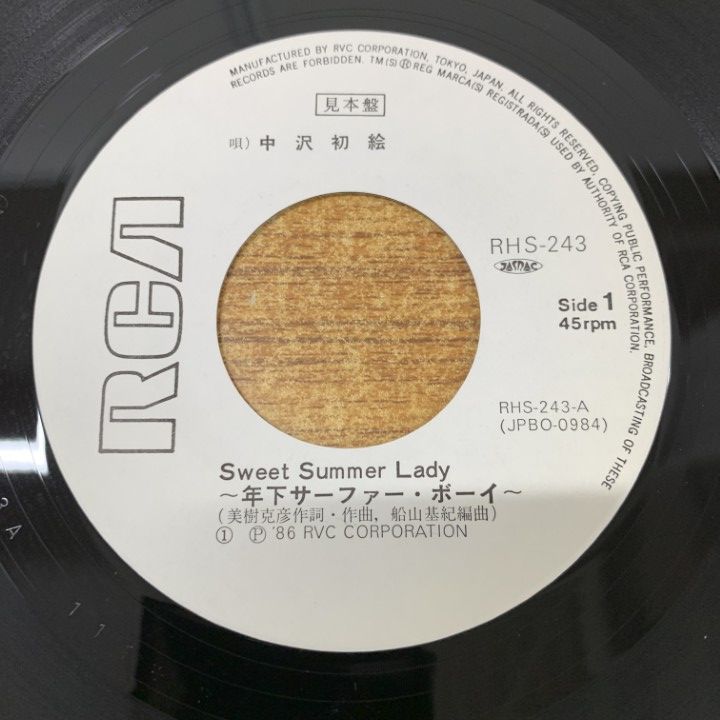 MANUFACTURED BY RVC CORPORATION, TOKYO, JAPAN. ALL RIGHTS RESERVED, COPYING PUBLIC PERFORMANCE, BROADCASTING OF THESE
RECORDS ARE FORBIDDEN. TM(S)ⓇREG MARCA(S) REGISTRADA(S) USED BY AUTHORITY OF RCA CORPORATION.
見本盤
唄)中沢初絵
RCA
RHS-243
JASRAC
Side 1
45rpm
RHS-243-A
(JPBO-0984)
Sweet Summer Lady
〜年下サーファー・ボーイ〜
(美樹克彦作詞・作曲, 船山基紀編曲)
① Ⓟ '86 RVC CORPORATION